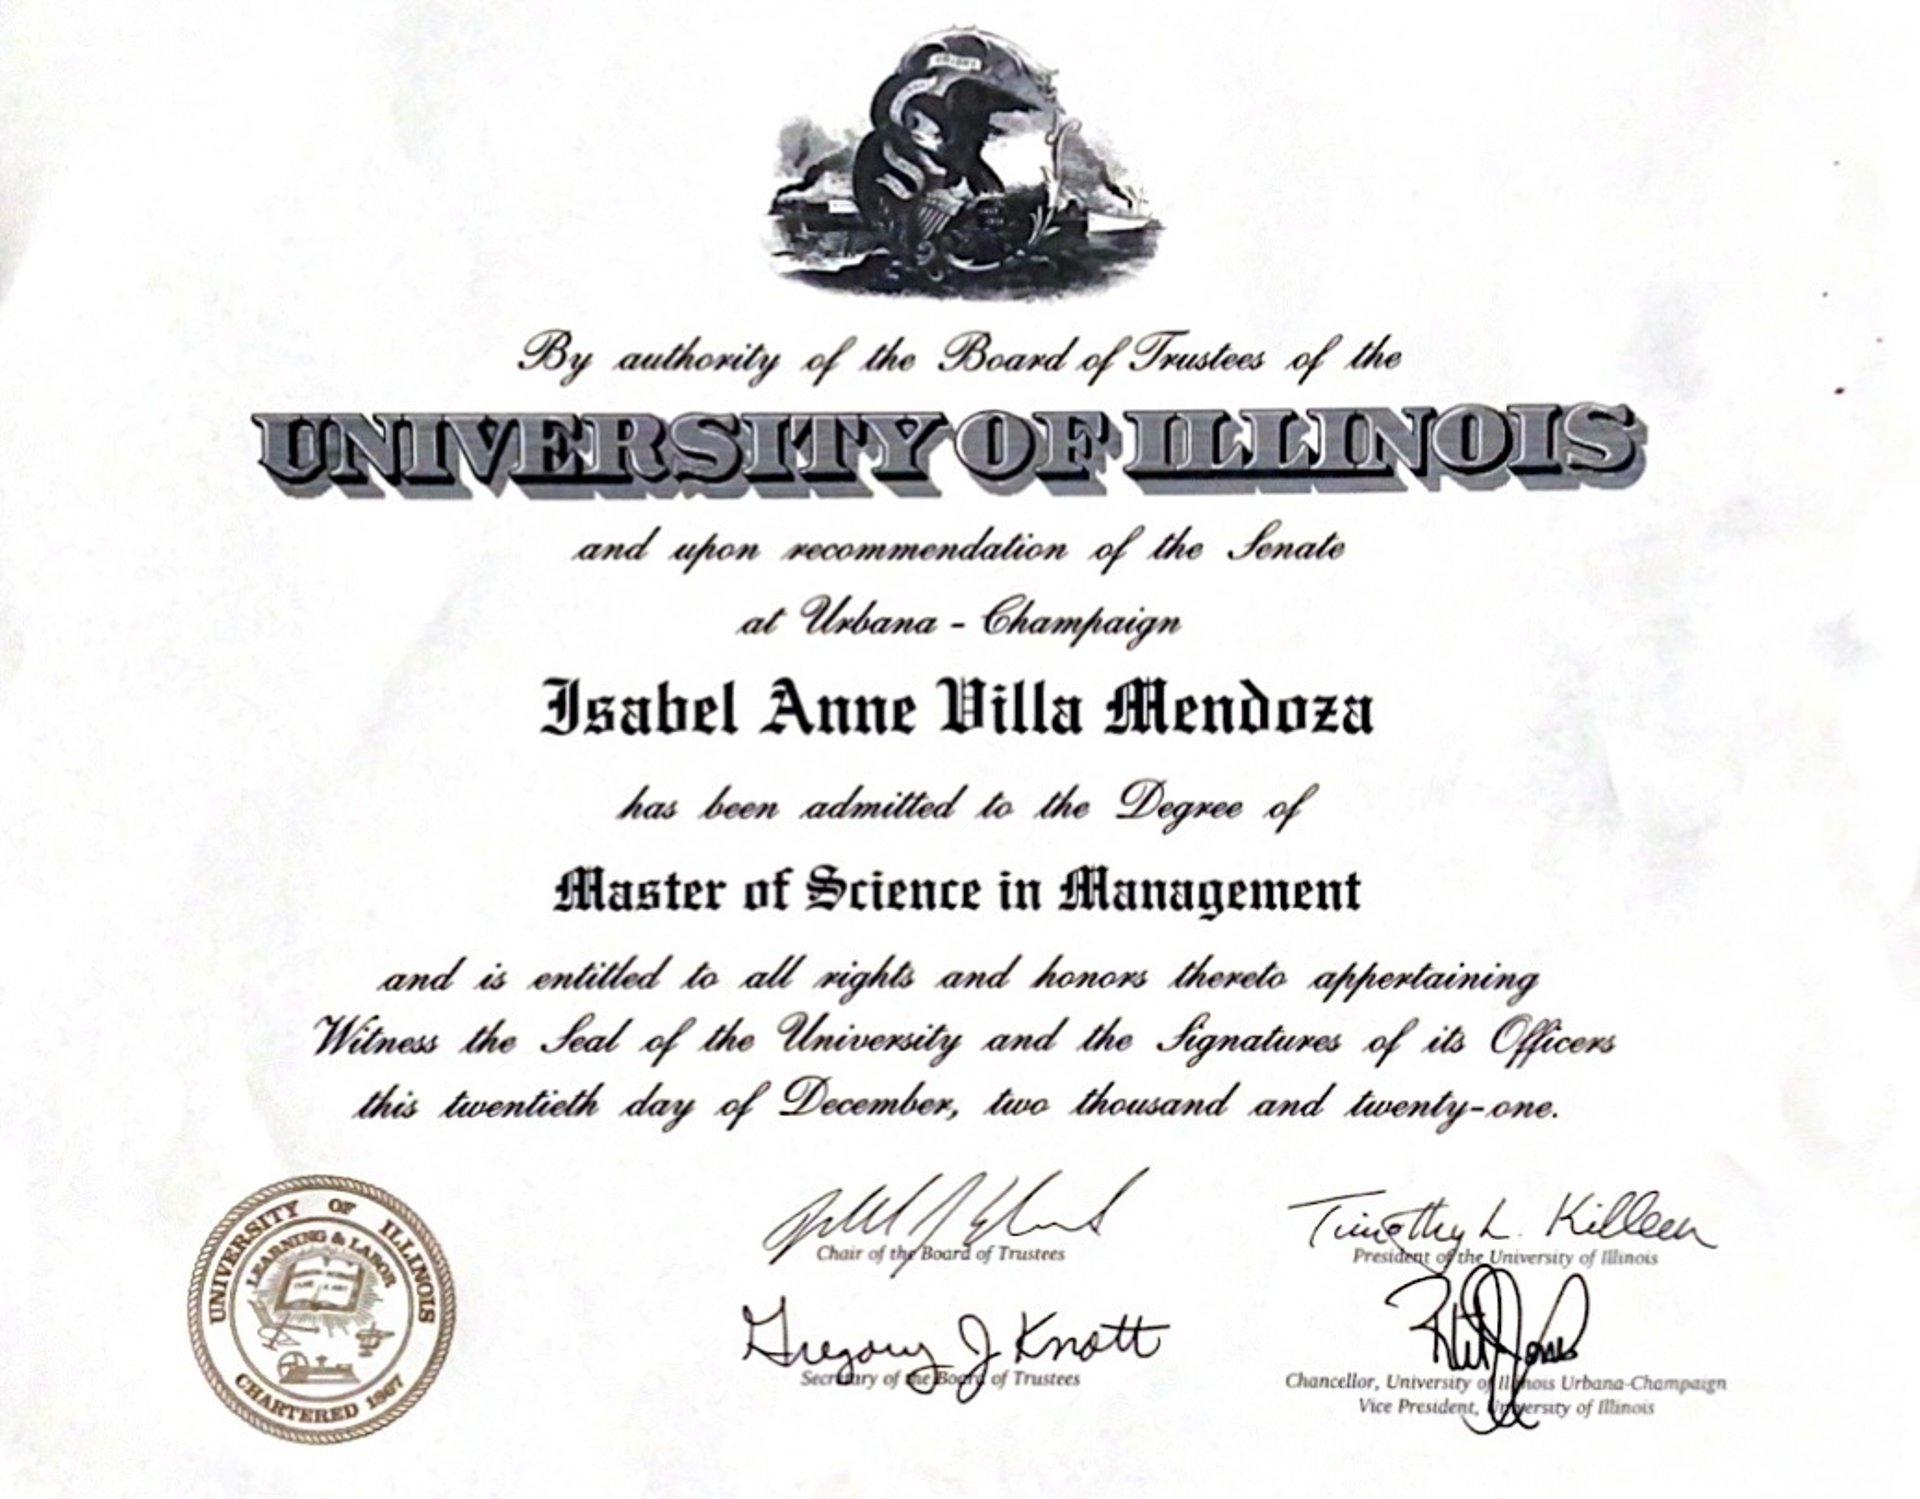 By authority of the Board of Trustees of the
UNIVERSITY OF ILLINOIS
and upon recommendation of the Senate
at Urbana - Champaign
Isabel Anne Villa Mendoza
has been admitted to the Degree of
Master of Science in Management
and is entitled to all rights and honors thereto appertaining
Witness the Seal of the University and the Signatures of its Officers
this twentieth day of December, two thousand and twenty-one.
UNIVERSITY OF ILLINOIS
LEARNING & LABOR
CHARTERED 1867
Chair of the Board of Trustees
Timothy L. Killeen
President of the University of Illinois
Gregory J Knott
Secretary of the Board of Trustees
Chancellor, University of Illinois Urbana-Champaign
Vice President, University of Illinois